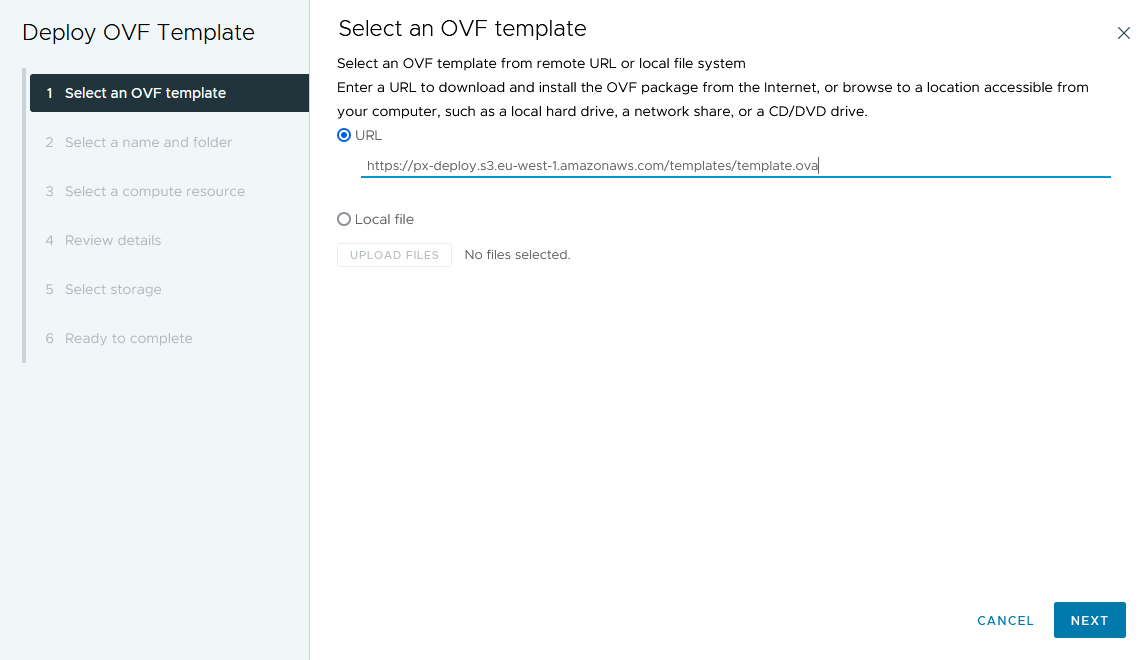 Deploy OVF Template
1 Select an OVF template
2 Select a name and folder
3 Select a compute resource
4 Review details
5 Select storage
6 Ready to complete
Select an OVF template
Select an OVF template from remote URL or local file system
Enter a URL to download and install the OVF package from the Internet, or browse to a location accessible from
your computer, such as a local hard drive, a network share, or a CD/DVD drive.
URL
https://px-deploy.s3.eu-west-1.amazonaws.com/templates/template.ova
Local file
UPLOAD FILES No files selected.
CANCEL NEXT